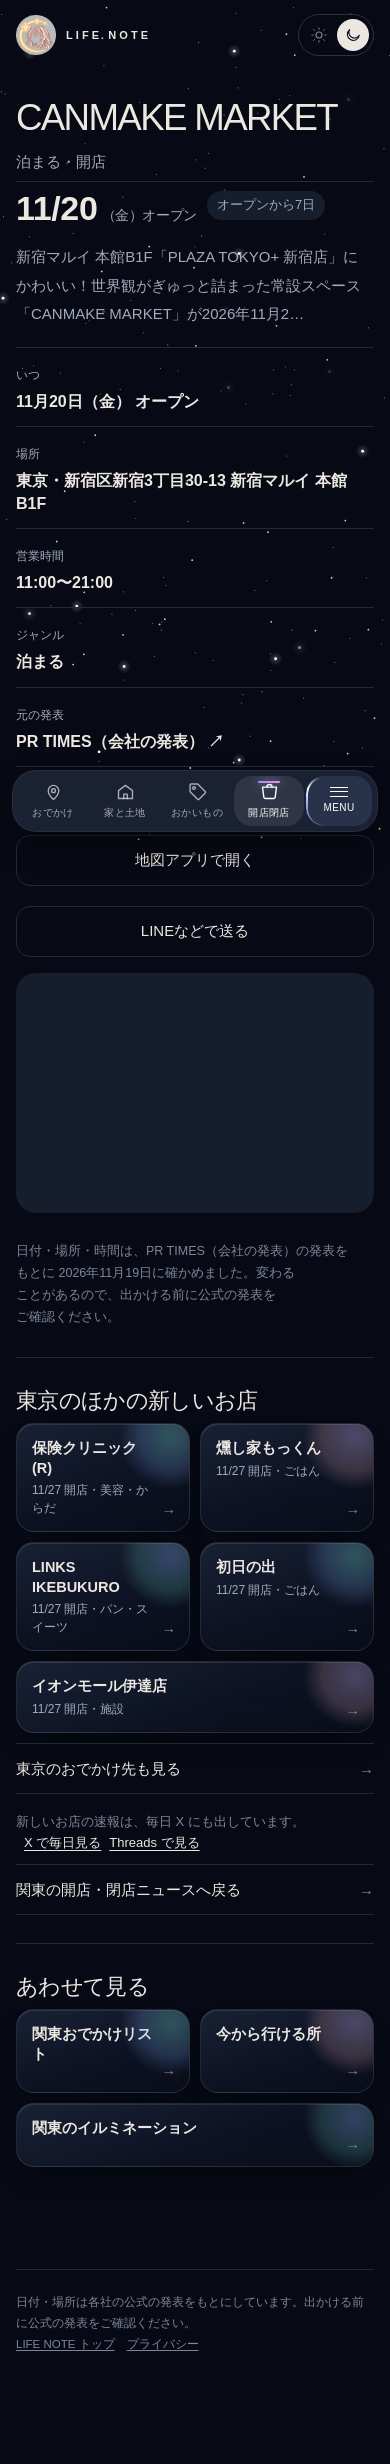 LIFE.NOTE
CANMAKE MARKET
泊まる・開店
11/20 （金）オープン オープンから7日
新宿マルイ 本館B1F「PLAZA TOKYO+ 新宿店」に
かわいい！世界観がぎゅっと詰まった常設スペース
「CANMAKE MARKET」が2026年11月2…
いつ
11月20日（金） オープン
場所
東京・新宿区新宿3丁目30-13 新宿マルイ 本館
B1F
営業時間
11:00〜21:00
ジャンル
泊まる
元の発表
PR TIMES（会社の発表）↗
おでかけ 家と土地 おかいもの 開店閉店 MENU
地図アプリで開く
LINEなどで送る
日付・場所・時間は、PR TIMES（会社の発表）の発表を
もとに 2026年11月19日に確かめました。変わる
ことがあるので、出かける前に公式の発表を
ご確認ください。
東京のほかの新しいお店
保険クリニック
(R)
11/27 開店・美容・か
らだ →
燻し家もっくん
11/27 開店・ごはん
→
LINKS
IKEBUKURO
11/27 開店・パン・ス
イーツ →
初日の出
11/27 開店・ごはん
→
イオンモール伊達店
11/27 開店・施設 →
東京のおでかけ先も見る →
新しいお店の速報は、毎日 X にも出しています。
X で毎日見る Threads で見る
関東の開店・閉店ニュースへ戻る →
あわせて見る
関東おでかけリス
ト →
今から行ける所
→
関東のイルミネーション
→
日付・場所は各社の公式の発表をもとにしています。出かける前
に公式の発表をご確認ください。
LIFE NOTE トップ プライバシー